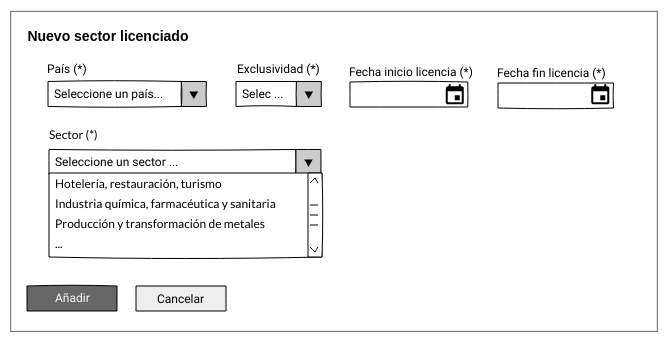 Nuevo sector licenciado
País (*)
Exclusividad (*)
Fecha inicio licencia (*)
Fecha fin licencia (*)
Seleccione un país...
Selec ...
Sector (*)
Seleccione un sector ...
Hotelería, restauración, turismo
Industria química, farmacéutica y sanitaria
Producción y transformación de metales
...
Añadir
Cancelar